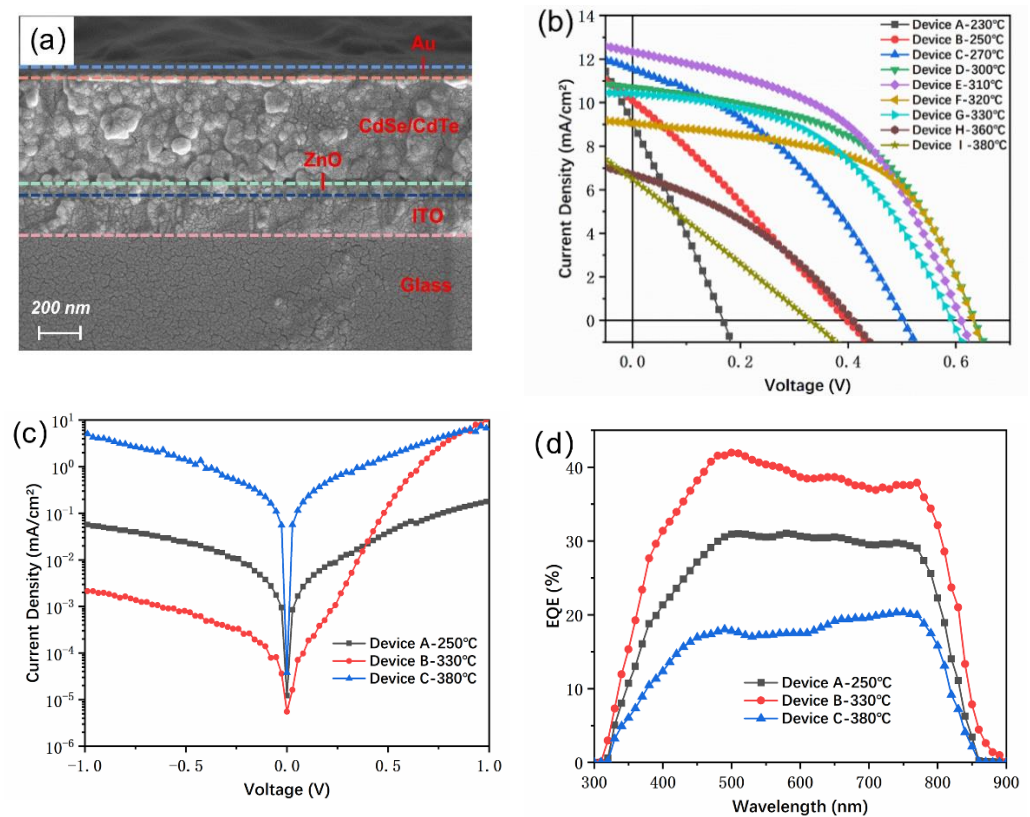 (a)
Au
CdSe/CdTe
ZnO
ITO
Glass
200 nm
(b)
Current Density (mA/cm²)
14
12
10
8
6
4
2
0
0.0 0.2 0.4 0.6
Voltage (V)
Device A-230℃
Device B-250℃
Device C-270℃
Device D-300℃
Device E-310℃
Device F-320℃
Device G-330℃
Device H-360℃
Device I -380℃
(c)
Current Density (mA/cm²)
10¹
10⁰
10⁻¹
10⁻²
10⁻³
10⁻⁴
10⁻⁵
10⁻⁶
-1.0 -0.5 0.0 0.5 1.0
Voltage (V)
Device A-250℃
Device B-330℃
Device C-380℃
(d)
EQE (%)
40
30
20
10
0
300 400 500 600 700 800 900
Wavelength (nm)
Device A-250℃
Device B-330℃
Device C-380℃